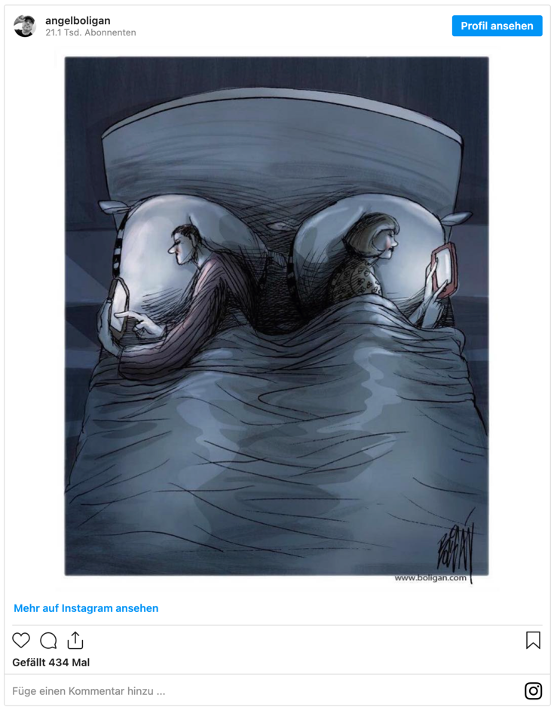 angelboligan
21.1 Tsd. Abonnenten
Profil ansehen
BOLIGAN
www.boligan.com
Mehr auf Instagram ansehen
Gefällt 434 Mal
Füge einen Kommentar hinzu ...